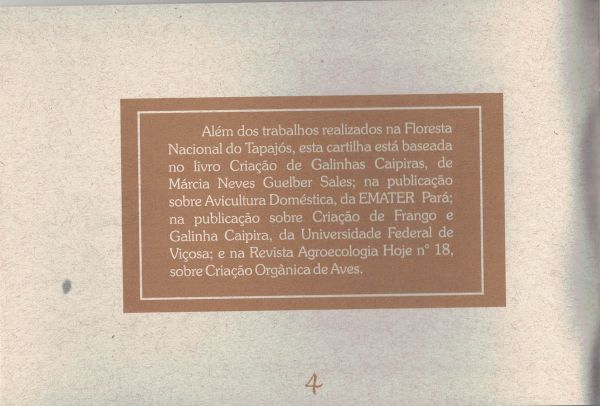 Além dos trabalhos realizados na Floresta
Nacional do Tapajós, esta cartilha está baseada
no livro Criação de Galinhas Caipiras, de
Márcia Neves Guelber Sales; na publicação
sobre Avicultura Doméstica, da EMATER Pará;
na publicação sobre Criação de Frango e
Galinha Caipira, da Universidade Federal de
Viçosa; e na Revista Agroecologia Hoje n° 18,
sobre Criação Orgânica de Aves.
4